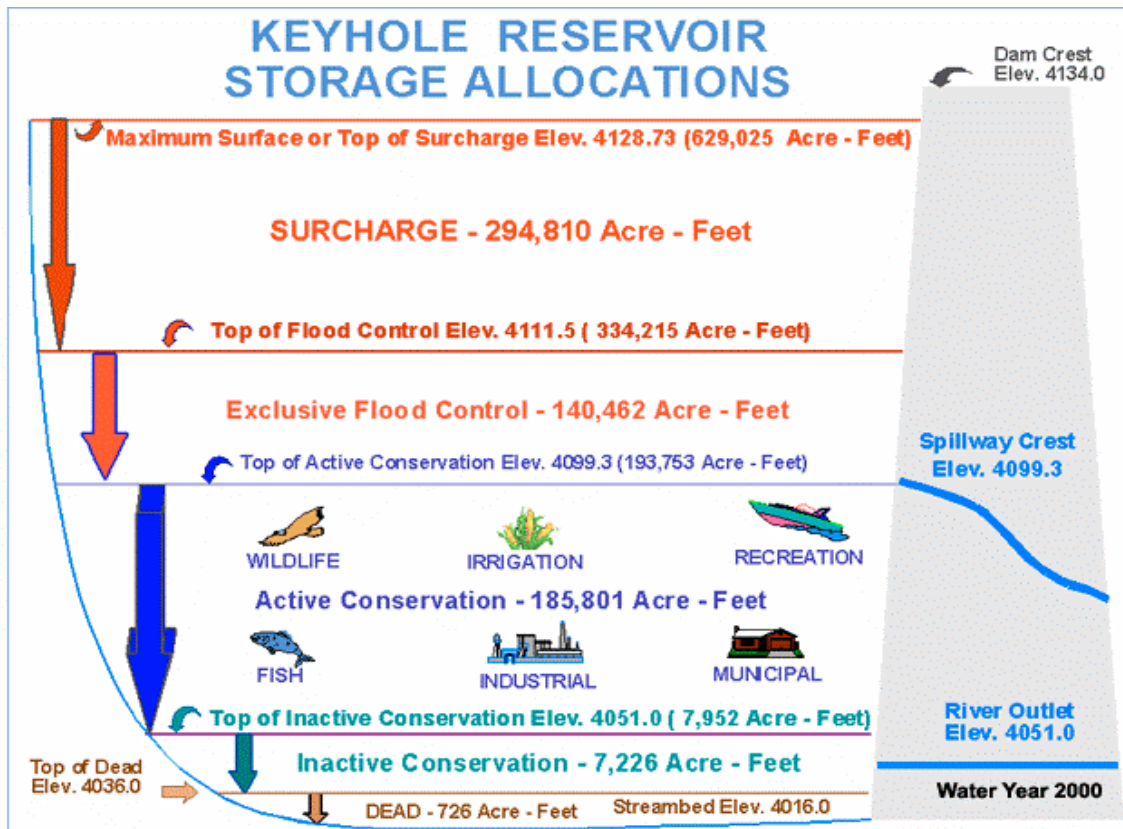 KEYHOLE RESERVOIR
STORAGE ALLOCATIONS
Dam Crest
Elev. 4134.0
Maximum Surface or Top of Surcharge Elev. 4128.73 (629,025 Acre - Feet)
SURCHARGE - 294,810 Acre - Feet
Top of Flood Control Elev. 4111.5 ( 334,215 Acre - Feet)
Exclusive Flood Control - 140,462 Acre - Feet
Spillway Crest
Elev. 4099.3
Top of Active Conservation Elev. 4099.3 (193,753 Acre - Feet)
WILDLIFE
IRRIGATION
RECREATION
Active Conservation - 185,801 Acre - Feet
FISH
INDUSTRIAL
MUNICIPAL
Top of Inactive Conservation Elev. 4051.0 ( 7,952 Acre - Feet)
River Outlet
Elev. 4051.0
Inactive Conservation - 7,226 Acre - Feet
Top of Dead
Elev. 4036.0
Water Year 2000
DEAD - 726 Acre - Feet
Streambed Elev. 4016.0